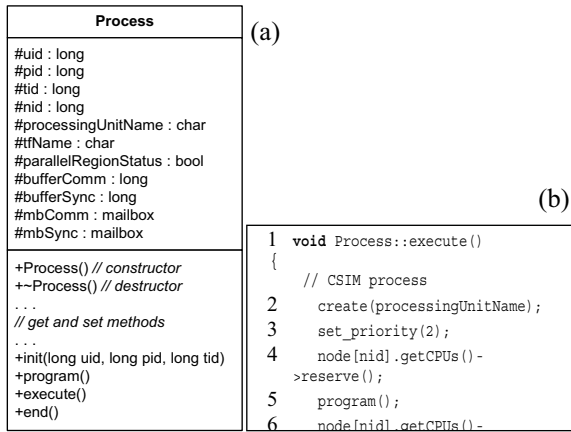 Process
(a)
#uid : long
#pid : long
#tid : long
#nid : long
#processingUnitName : char
#tfName : char
#parallelRegionStatus : bool
#bufferComm : long
#bufferSync : long
#mbComm : mailbox
#mbSync : mailbox
+Process() // constructor
+~Process() // destructor
. . .
// get and set methods
. . .
+init(long uid, long pid, long tid)
+program()
+execute()
+end()
(b)
1 void Process::execute()
{
// CSIM process
2 create(processingUnitName);
3 set_priority(2);
4 node[nid].getCPUs()-
>reserve();
5 program();
6 node[nid].getCPUs()-